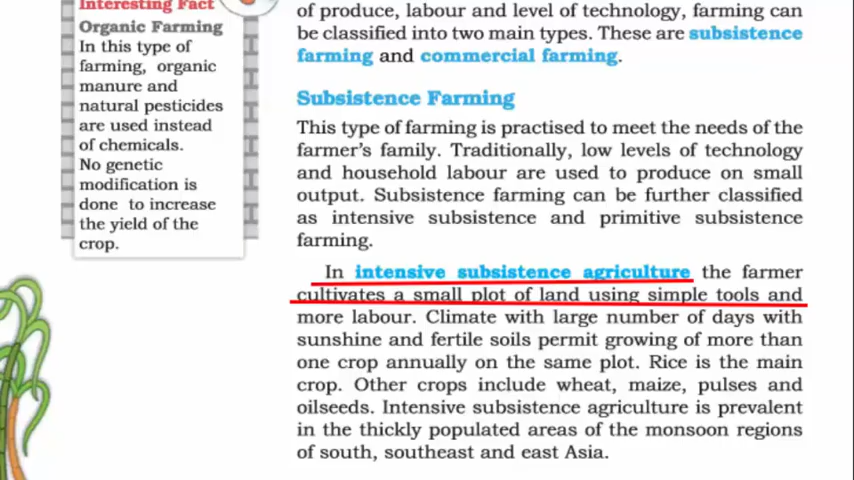 Interesting Fact
Organic Farming
In this type of
farming, organic
manure and
natural pesticides
are used instead
of chemicals.
No genetic
modification is
done to increase
the yield of the
crop.
of produce, labour and level of technology, farming can
be classified into two main types. These are subsistence
farming and commercial farming.
Subsistence Farming
This type of farming is practised to meet the needs of the
farmer's family. Traditionally, low levels of technology
and household labour are used to produce on small
output. Subsistence farming can be further classified
as intensive subsistence and primitive subsistence
farming.
In intensive subsistence agriculture the farmer
cultivates a small plot of land using simple tools and
more labour. Climate with large number of days with
sunshine and fertile soils permit growing of more than
one crop annually on the same plot. Rice is the main
crop. Other crops include wheat, maize, pulses and
oilseeds. Intensive subsistence agriculture is prevalent
in the thickly populated areas of the monsoon regions
of south, southeast and east Asia.